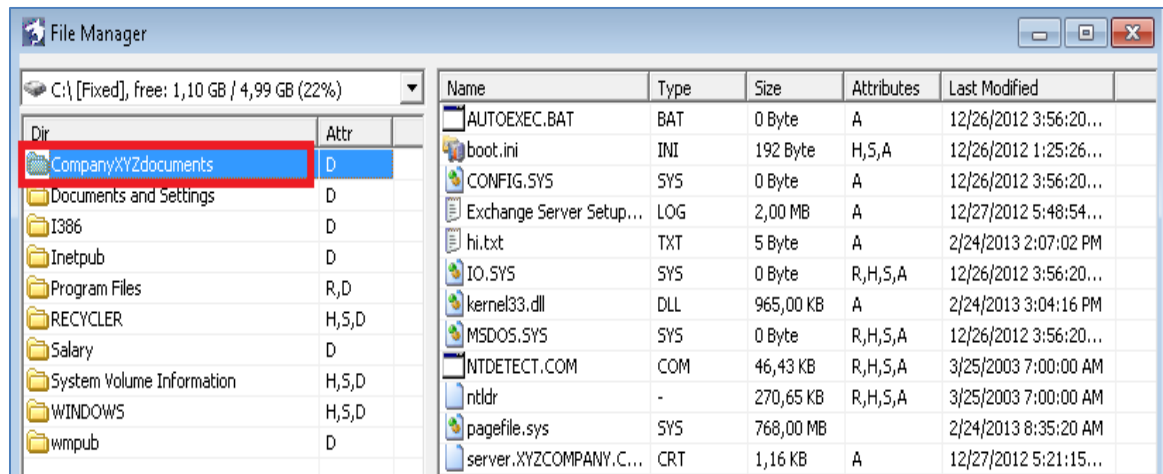 File Manager
C:\ [Fixed], free: 1,10 GB / 4,99 GB (22%)
Dir Attr
CompanyXYZdocuments D
Documents and Settings D
I386 D
Inetpub D
Program Files R,D
RECYCLER H,S,D
Salary D
System Volume Information H,S,D
WINDOWS H,S,D
wmpub D
Name Type Size Attributes Last Modified
AUTOEXEC.BAT BAT 0 Byte A 12/26/2012 3:56:20...
boot.ini INI 192 Byte H,S,A 12/26/2012 1:25:26...
CONFIG.SYS SYS 0 Byte A 12/26/2012 3:56:20...
Exchange Server Setup... LOG 2,00 MB A 12/27/2012 5:48:54...
hi.txt TXT 5 Byte A 2/24/2013 2:07:02 PM
IO.SYS SYS 0 Byte R,H,S,A 12/26/2012 3:56:20...
kernel33.dll DLL 965,00 KB A 2/24/2013 3:04:16 PM
MSDOS.SYS SYS 0 Byte R,H,S,A 12/26/2012 3:56:20...
NTDETECT.COM COM 46,43 KB R,H,S,A 3/25/2003 7:00:00 AM
ntldr - 270,65 KB R,H,S,A 3/25/2003 7:00:00 AM
pagefile.sys SYS 768,00 MB 2/24/2013 8:35:20 AM
server.XYZCOMPANY.C... CRT 1,16 KB A 12/27/2012 5:21:15...